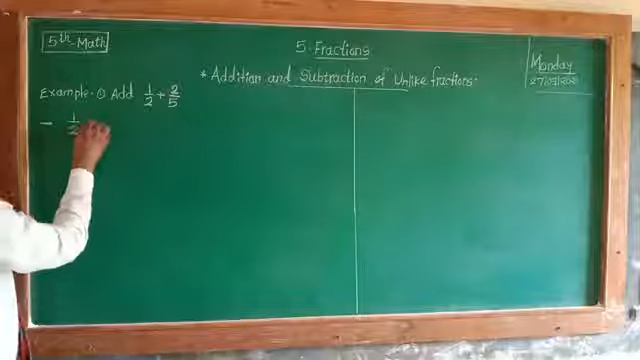 5th-Math
5. Fractions
* Addition and Subtraction of Unlike fractions.
Monday
Example-① Add 1/2 + 2/5
→ 1/2